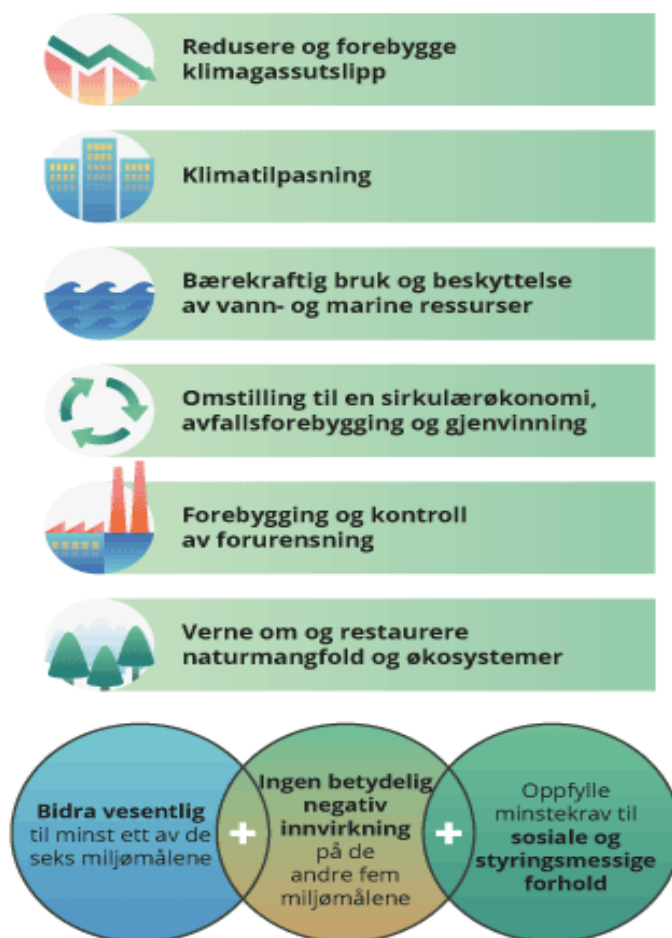 Redusere og forebygge
klimagassutslipp
Klimatilpasning
Bærekraftig bruk og beskyttelse
av vann- og marine ressurser
Omstilling til en sirkulærøkonomi,
avfallsforebygging og gjenvinning
Forebygging og kontroll
av forurensning
Verne om og restaurere
naturmangfold og økosystemer
Bidra vesentlig
til minst ett av de
seks miljømålene
+
Ingen betydelig
negativ
innvirkning
på de
andre fem
miljømålene
+
Oppfylle
minstekrav til
sosiale og
styringsmessige
forhold